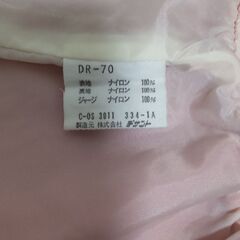 DR-70
表地 ナイロン 100%
裏地 ナイロン 100%
ジャージ ナイロン 100%
C-OS 3011 334-1A
製造元 株式会社 デサント